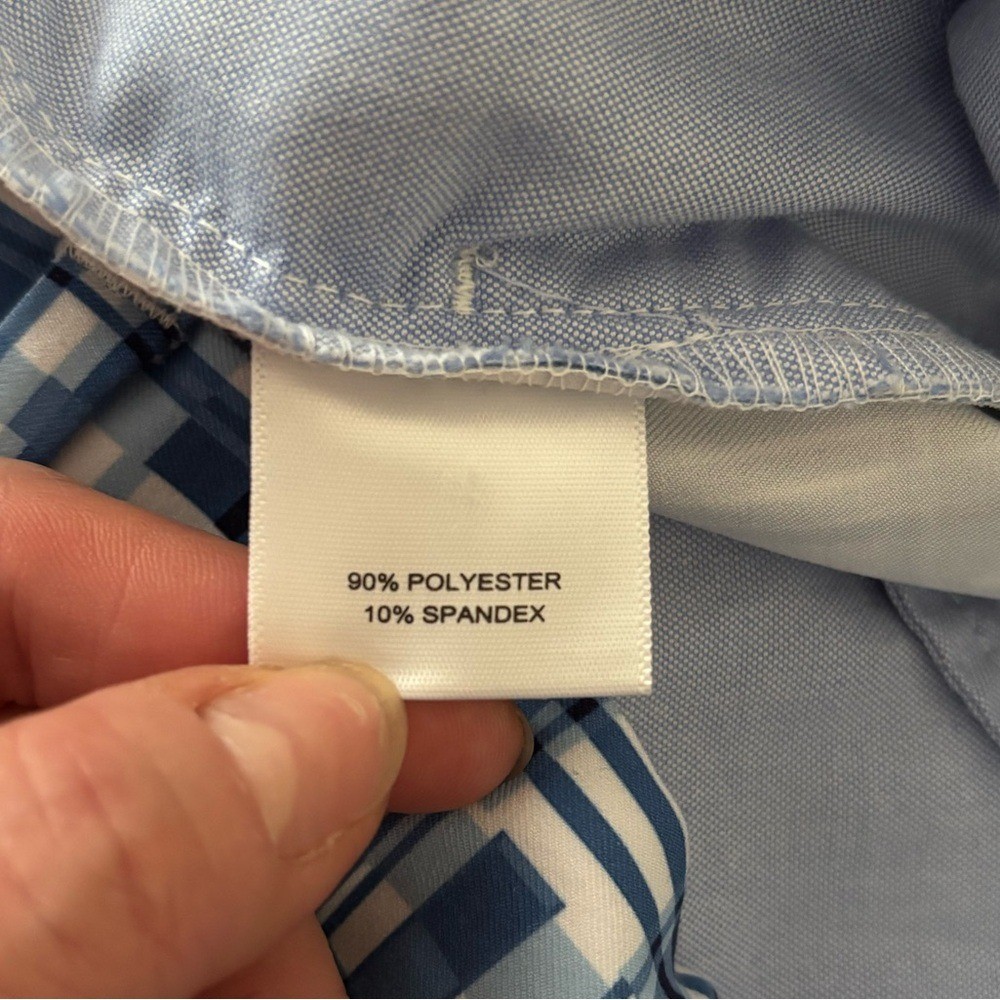 90% POLYESTER
10% SPANDEX